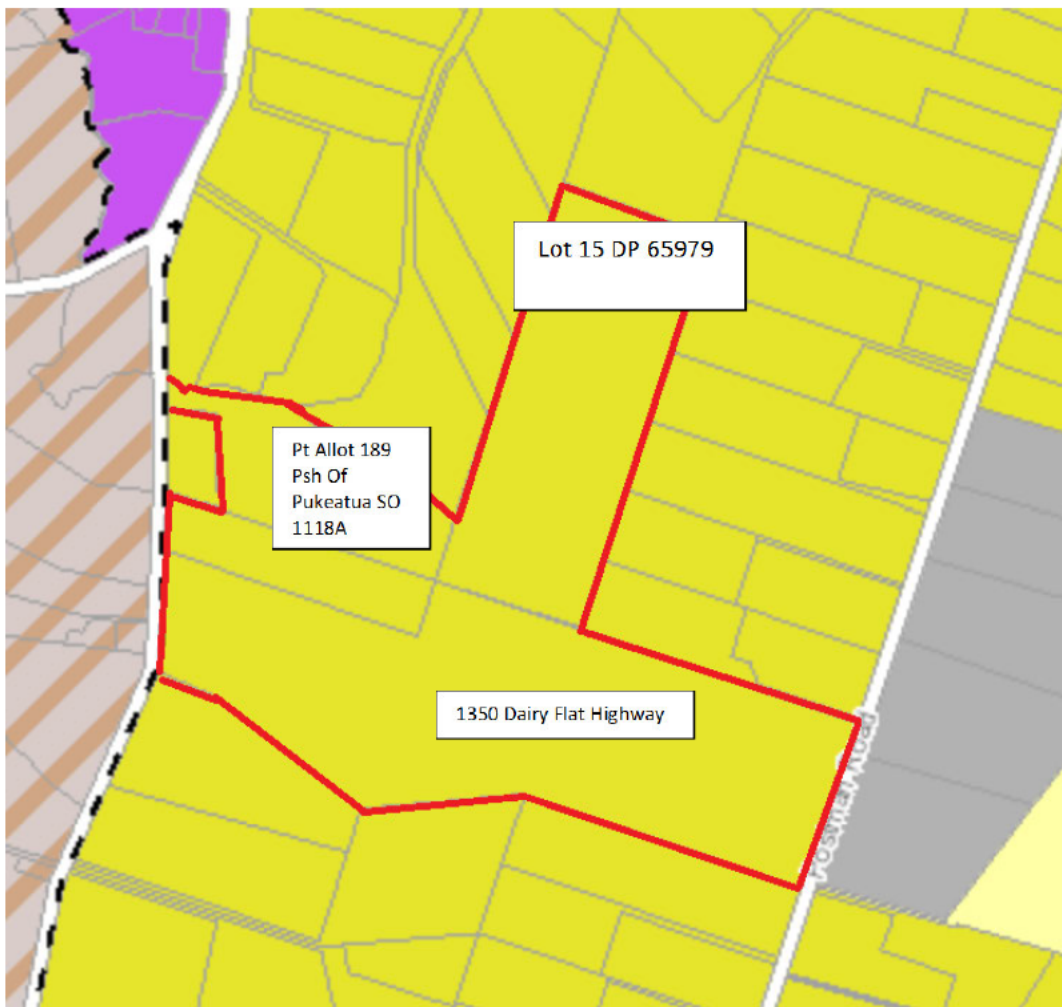 Lot 15 DP 65979
Pt Allot 189
Psh Of
Pukeatua SO
1118A
1350 Dairy Flat Highway
Postman Road